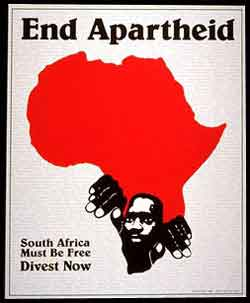 End Apartheid
South Africa
Must Be Free
Divest Now